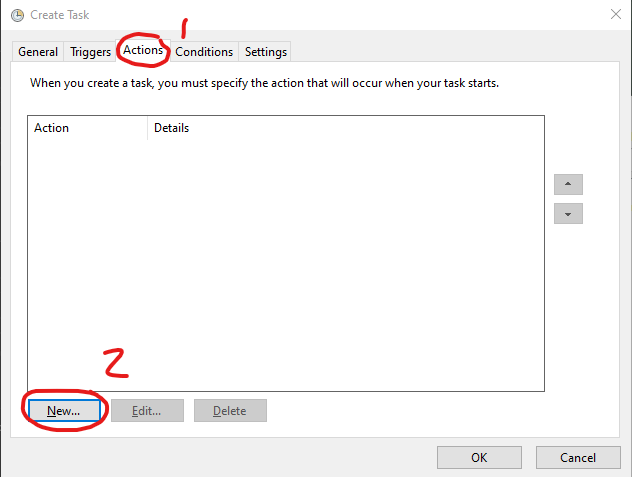 Create Task
1
General Triggers Actions Conditions Settings
When you create a task, you must specify the action that will occur when your task starts.
Action Details
2
New... Edit... Delete
OK Cancel